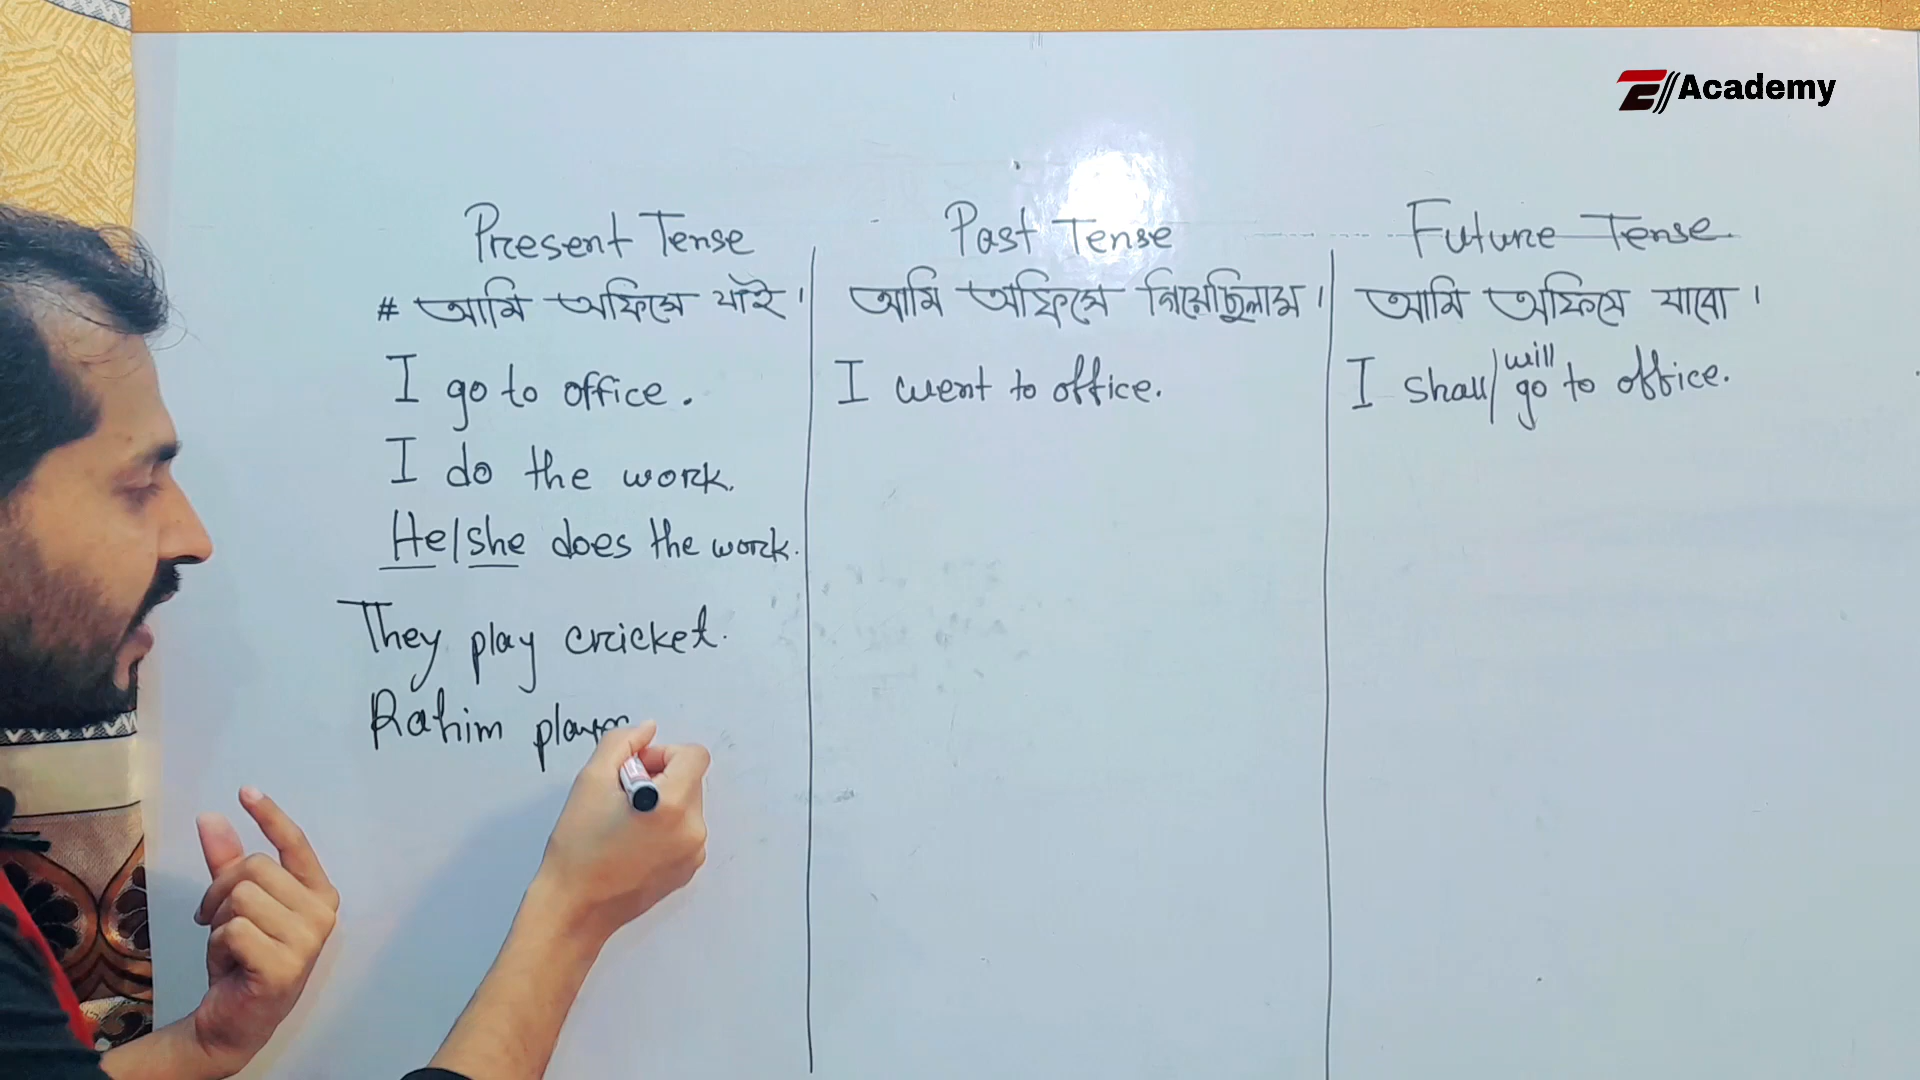 E Academy
Present Tense
# আমি অফিসে যাই।
I go to office.
I do the work.
He/she does the work.
They play cricket.
Rahim
Past Tense
আমি অফিসে গিয়েছিলাম।
I went to office.
Future Tense
আমি অফিসে যাবো।
I shall/will go to office.